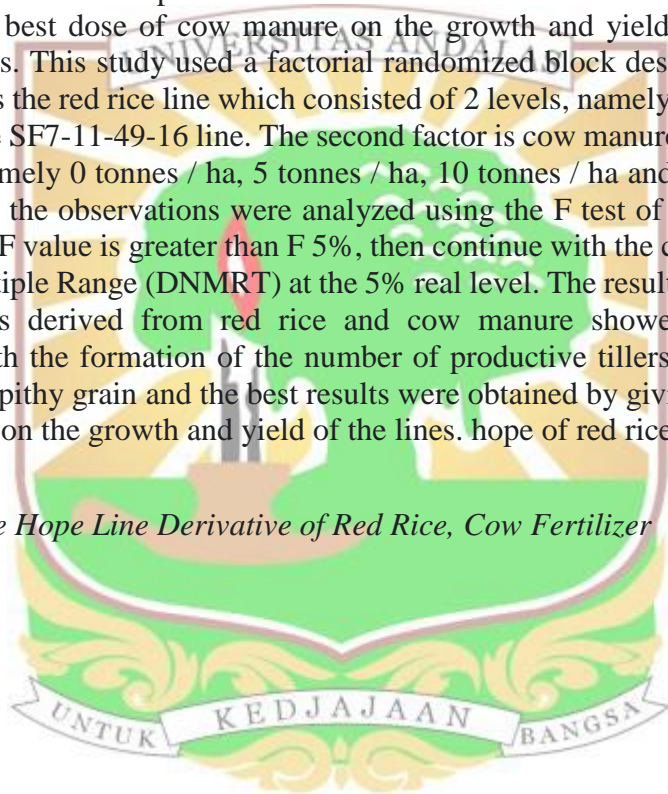 best dose of cow manure on the growth and yield
UNIVERSITAS ANDALAS
s. This study used a factorial randomized block des
s the red rice line which consisted of 2 levels, namely
e SF7-11-49-16 line. The second factor is cow manure
mely 0 tonnes / ha, 5 tonnes / ha, 10 tonnes / ha and
the observations were analyzed using the F test of
F value is greater than F 5%, then continue with the c
tiple Range (DNMRT) at the 5% real level. The result
s derived from red rice and cow manure showe
th the formation of the number of productive tillers
pithy grain and the best results were obtained by givi
on the growth and yield of the lines. hope of red rice
e Hope Line Derivative of Red Rice, Cow Fertilizer
UNTUK KEDJAJAAN BANGSA